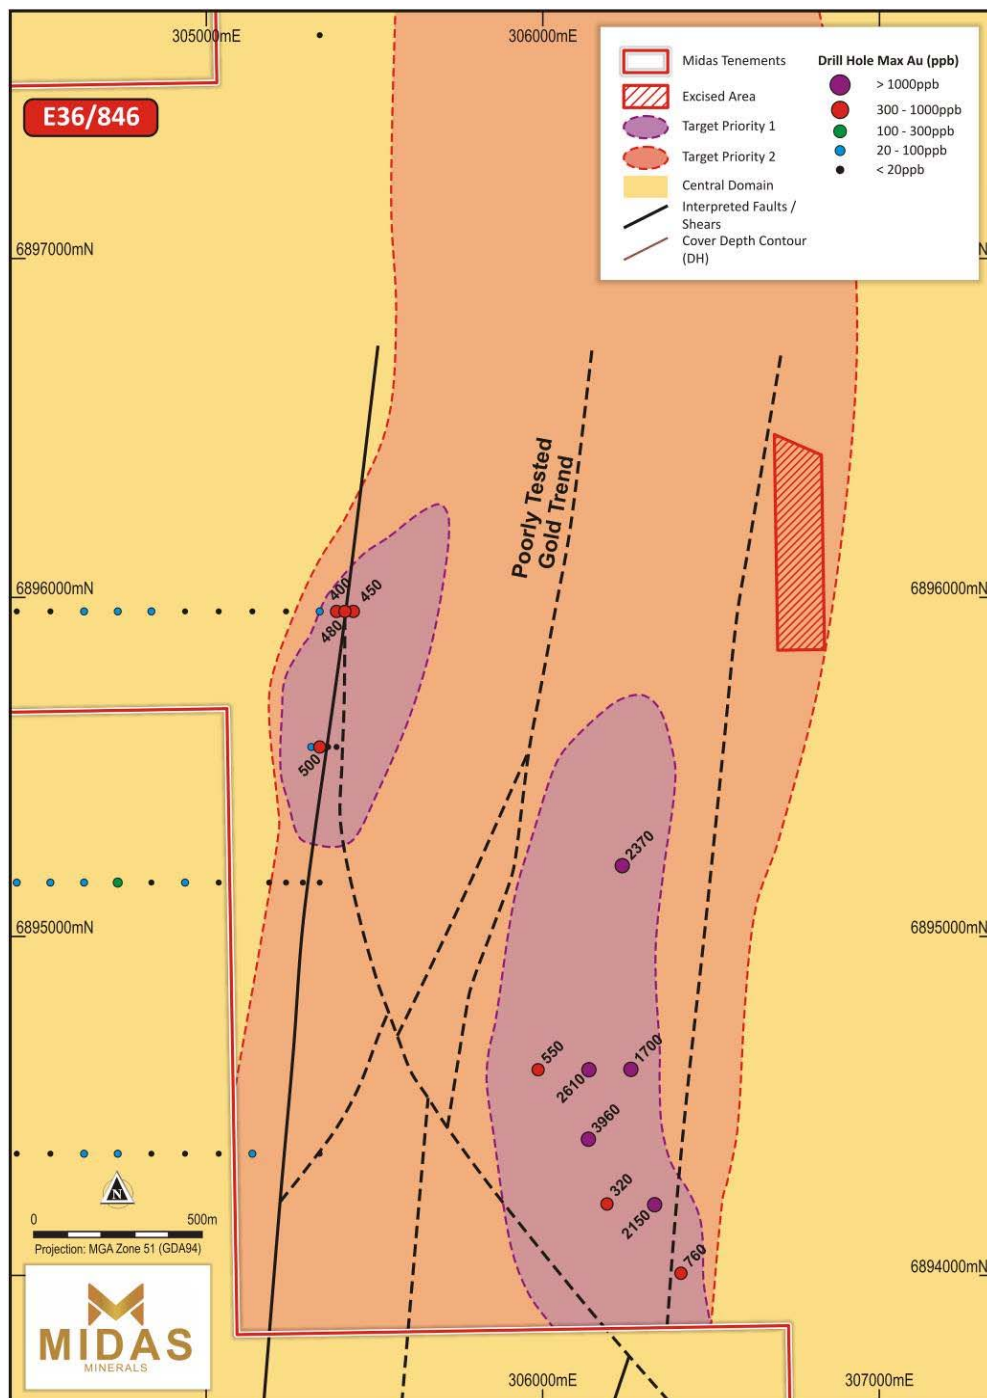 305000mE
306000mE
E36/846
Midas Tenements
Excised Area
Target Priority 1
Target Priority 2
Central Domain
Interpreted Faults /
Shears
Cover Depth Contour
(DH)
Drill Hole Max Au (ppb)
> 1000ppb
300 - 1000ppb
100 - 300ppb
20 - 100ppb
< 20ppb
6897000mN
6897000mN
Poorly Tested
Gold Trend
6896000mN
6896000mN
400
450
480
500
2370
6895000mN
6895000mN
550
2610
1700
3960
320
2150
760
N
0
500m
Projection: MGA Zone 51 (GDA94)
6894000mN
MIDAS
MINERALS
306000mE
307000mE